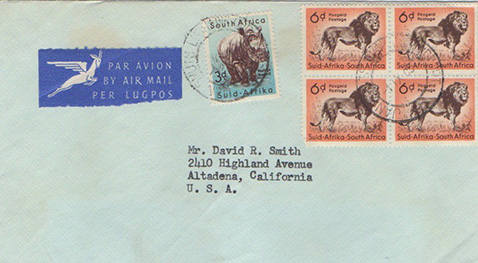 PAR AVION
BY AIR MAIL
PER LUGPOS
South Africa
3d
Suid-Afrika
6d Posgeld
Postage
Suid-Afrika-South Africa
6d Posgeld
Postage
Suid-Afrika-South Africa
6d Posgeld
Postage
Suid-Afrika-South Africa
6d Posgeld
Postage
Suid-Afrika-South Africa
Mr. David R. Smith
2410 Highland Avenue
Altadena, California
U. S. A.